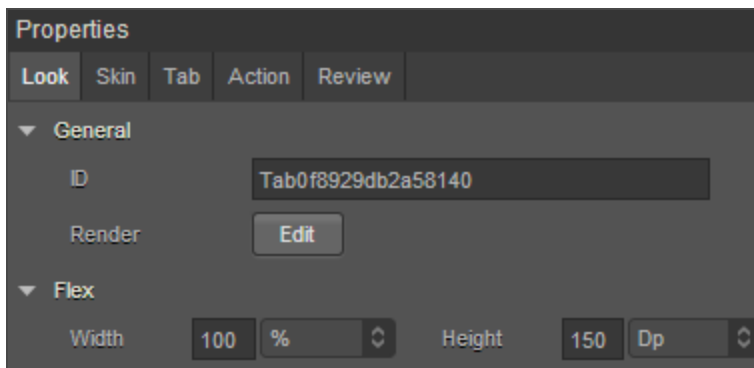 Properties
Look Skin Tab Action Review
General
ID Tab0f8929db2a58140
Render Edit
Flex
Width 100 % Height 150 Dp